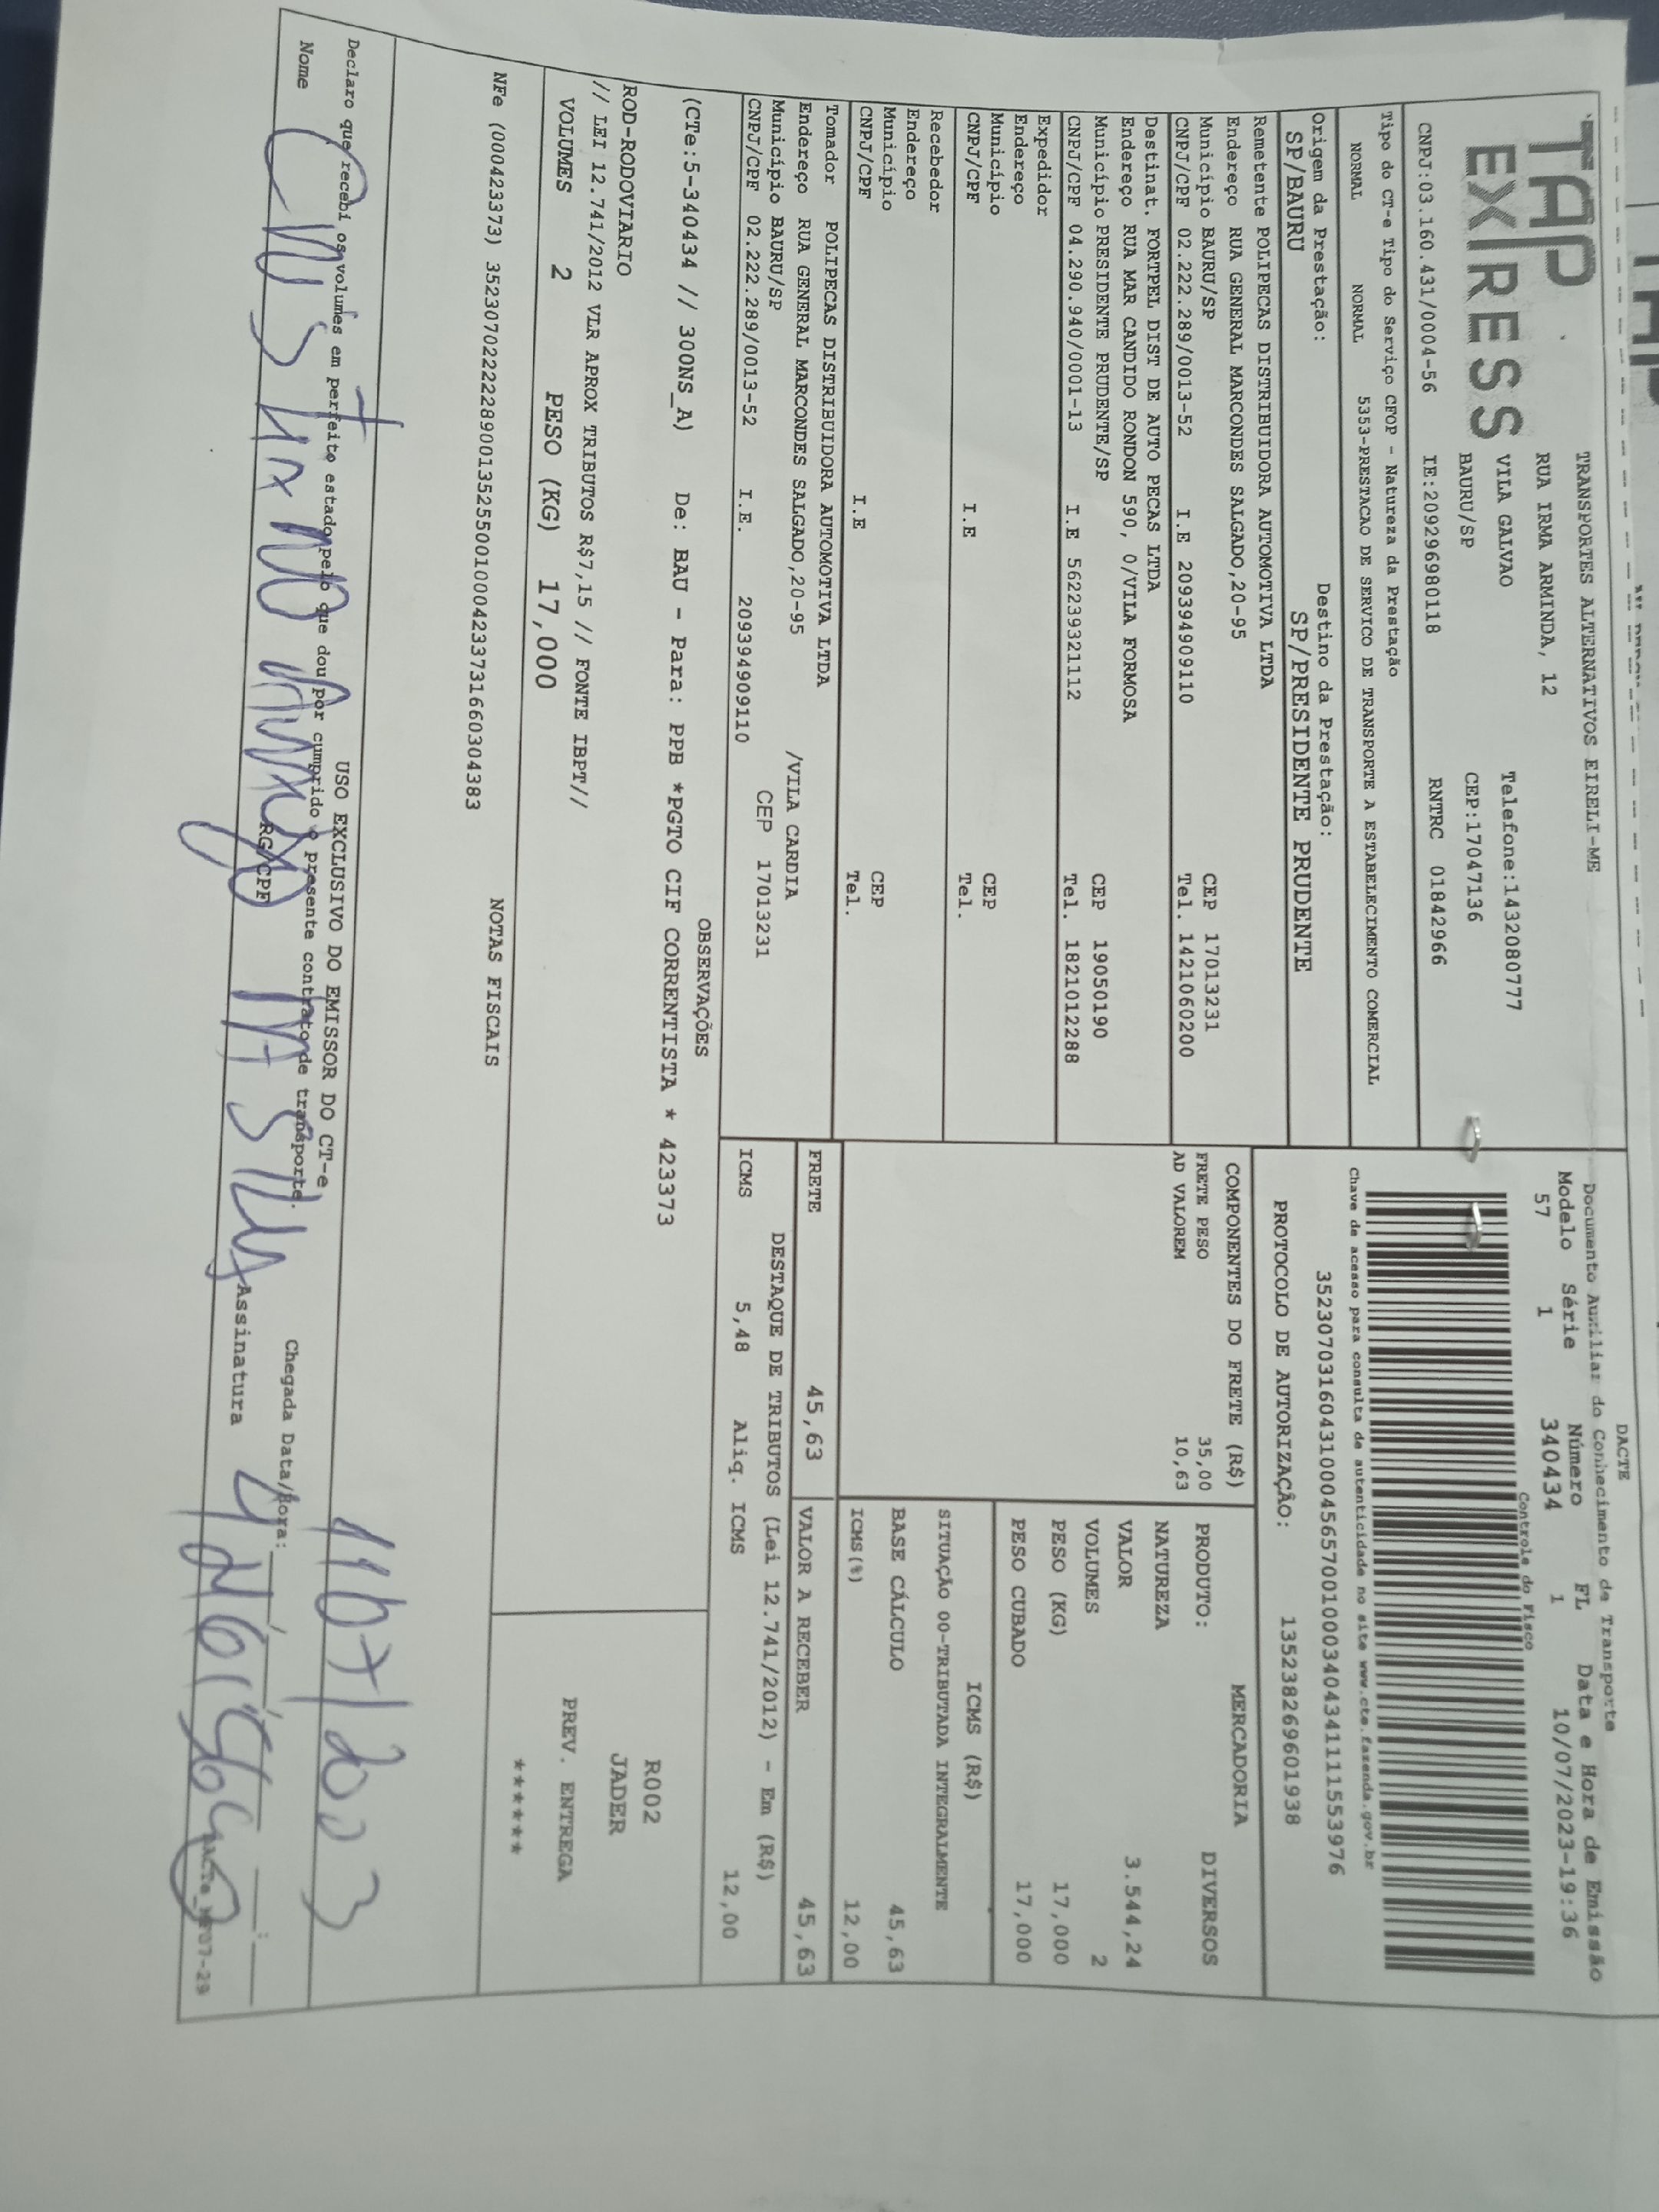 TAP
EXPRESS
TRANSPORTES ALTERNATIVOS EIRELI-ME
RUA IRMA ARMINDA, 12
VILA GALVAO Telefone:1432080777
BAURU/SP CEP:17047136
CNPJ:03.160.431/0004-56 IE:209296980118 RNTRC 01842966
DACTE
Documento Auxiliar do Conhecimento de Transporte
Modelo Série Número FL Data e Hora de Emissão
57 1 340434 1 10/07/2023-19:36
Controle do Fisco
Chave de acesso para consulta de autenticidade no site www.cte.fazenda.gov.br
35230703160431000456570010003404341111553976
PROTOCOLO DE AUTORIZAÇÃO: 135238269601938
Tipo do CT-e Tipo do Serviço CFOP - Natureza da Prestação
NORMAL NORMAL 5353-PRESTACAO DE SERVICO DE TRANSPORTE A ESTABELECIMENTO COMERCIAL
Origem da Prestação: Destino da Prestação:
SP/BAURU SP/PRESIDENTE PRUDENTE
Remetente POLIPECAS DISTRIBUIDORA AUTOMOTIVA LTDA
Endereço RUA GENERAL MARCONDES SALGADO,20-95
Município BAURU/SP CEP 17013231
CNPJ/CPF 02.222.289/0013-52 I.E 209394909110 Tel. 1421060200
Destinat. FORTPEL DIST DE AUTO PECAS LTDA
Endereço RUA MAR CANDIDO RONDON 590, 0/VILA FORMOSA
Município PRESIDENTE PRUDENTE/SP CEP 19050190
CNPJ/CPF 04.290.940/0001-13 I.E 562239321112 Tel. 1821012288
Expedidor
Endereço
Município CEP
CNPJ/CPF I.E Tel.
Recebedor
Endereço
Município CEP
CNPJ/CPF I.E Tel.
Tomador POLIPECAS DISTRIBUIDORA AUTOMOTIVA LTDA
Endereço RUA GENERAL MARCONDES SALGADO,20-95 /VILA CARDIA
Município BAURU/SP CEP 17013231
CNPJ/CPF 02.222.289/0013-52 I.E. 209394909110
COMPONENTES DO FRETE (R$)
FRETE PESO 35,00
AD VALOREM 10,63
MERCADORIA
PRODUTO: DIVERSOS
NATUREZA
VALOR 3.544,24
VOLUMES 2
PESO (KG) 17,000
PESO CUBADO 17,000
ICMS (R$)
SITUAÇÃO 00-TRIBUTADA INTEGRALMENTE
BASE CÁLCULO 45,63
ICMS(%) 12,00
FRETE 45,63 VALOR A RECEBER 45,63
DESTAQUE DE TRIBUTOS (Lei 12.741/2012) - Em (R$)
ICMS 5,48 Aliq. ICMS 12,00
OBSERVAÇÕES
(CTe:5-340434 // 300NS_A) De: BAU - Para: PPB *PGTO CIF CORRENTISTA * 423373
ROD-RODOVIARIO
// LEI 12.741/2012 VLR APROX TRIBUTOS R$7,15 // FONTE IBPT//
VOLUMES 2 PESO (KG) 17,000
R002
JADER
PREV. ENTREGA
******
NOTAS FISCAIS
NFe (000423373) 35230702222289001352550010004233731660304383
USO EXCLUSIVO DO EMISSOR DO CT-e
Declaro que recebi os volumes em perfeito estado pelo que dou por cumprido o presente contrato de transporte.
Chegada Data/Hora:
Nome RG/CPF Assinatura